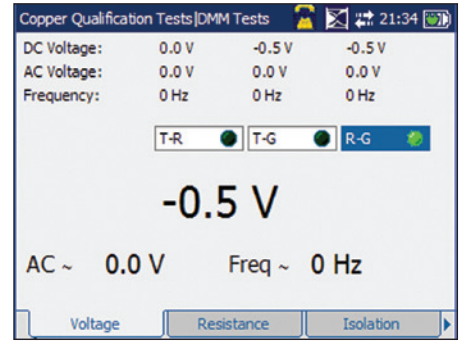 Copper Qualification Tests|DMM Tests 21:34
DC Voltage: 0.0 V -0.5 V -0.5 V
AC Voltage: 0.0 V 0.0 V 0.0 V
Frequency: 0 Hz 0 Hz 0 Hz
T-R T-G R-G
-0.5 V
AC ~ 0.0 V Freq ~ 0 Hz
Voltage Resistance Isolation